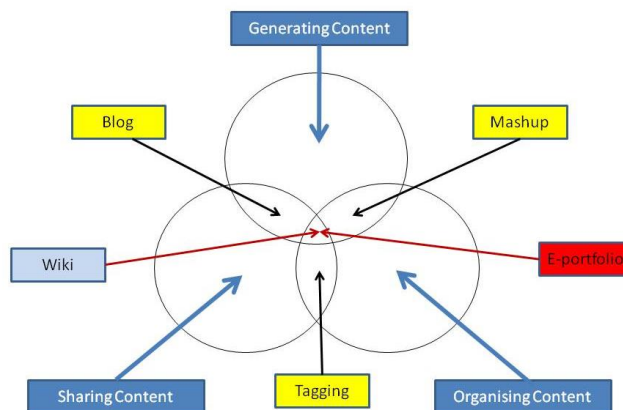 Generating Content
Blog
Mashup
Wiki
E-portfolio
Sharing Content
Tagging
Organising Content